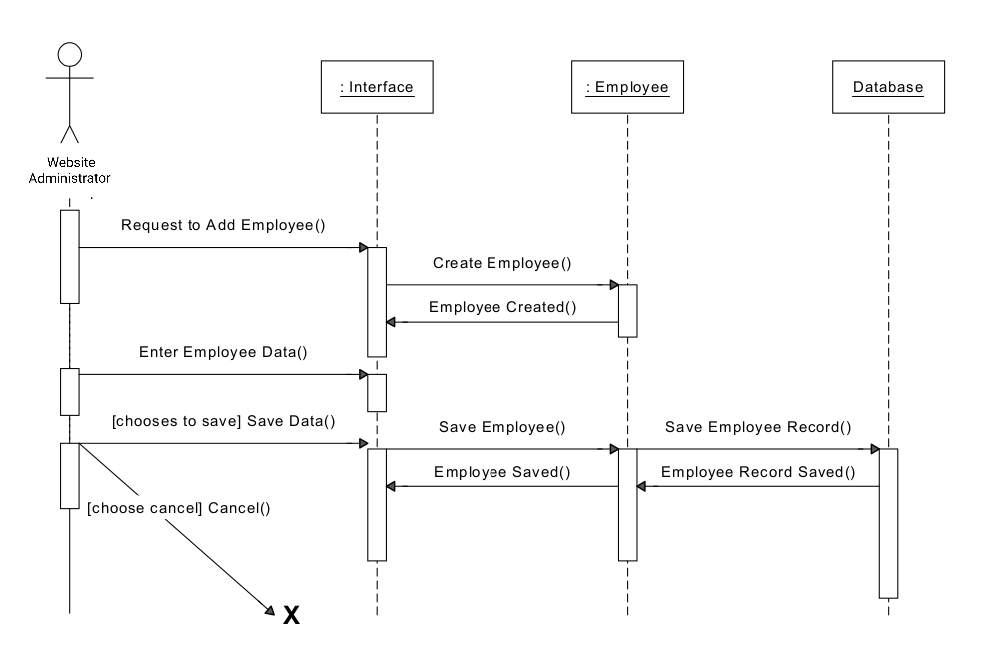 : Interface
: Employee
Database
Website
Administrator
Request to Add Employee()
Create Employee()
Employee Created()
Enter Employee Data()
[chooses to save] Save Data()
Save Employee()
Save Employee Record()
Employee Saved()
Employee Record Saved()
[choose cancel] Cancel()
X